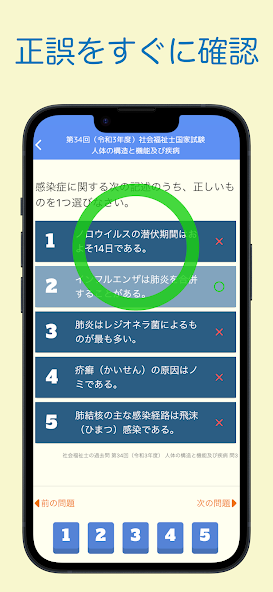 正誤をすぐに確認
第34回（令和3年度）社会福祉士国家試験
人体の構造と機能及び疾病
感染症に関する次の記述のうち、正しいも
のを1つ選びなさい。
1 ノロウイルスの潜伏期間はお
よそ14日である。
2 インフルエンザは肺炎を合併
することがある。
3 肺炎はレジオネラ菌によるも
のが最も多い。
4 疥癬（かいせん）の原因はノ
ミである。
5 肺結核の主な感染経路は飛沫
（ひまつ）感染である。
社会福祉士の過去問 第34回（令和3年度） 人体の構造と機能及び疾病 問
前の問題 次の問題
1 2 3 4 5